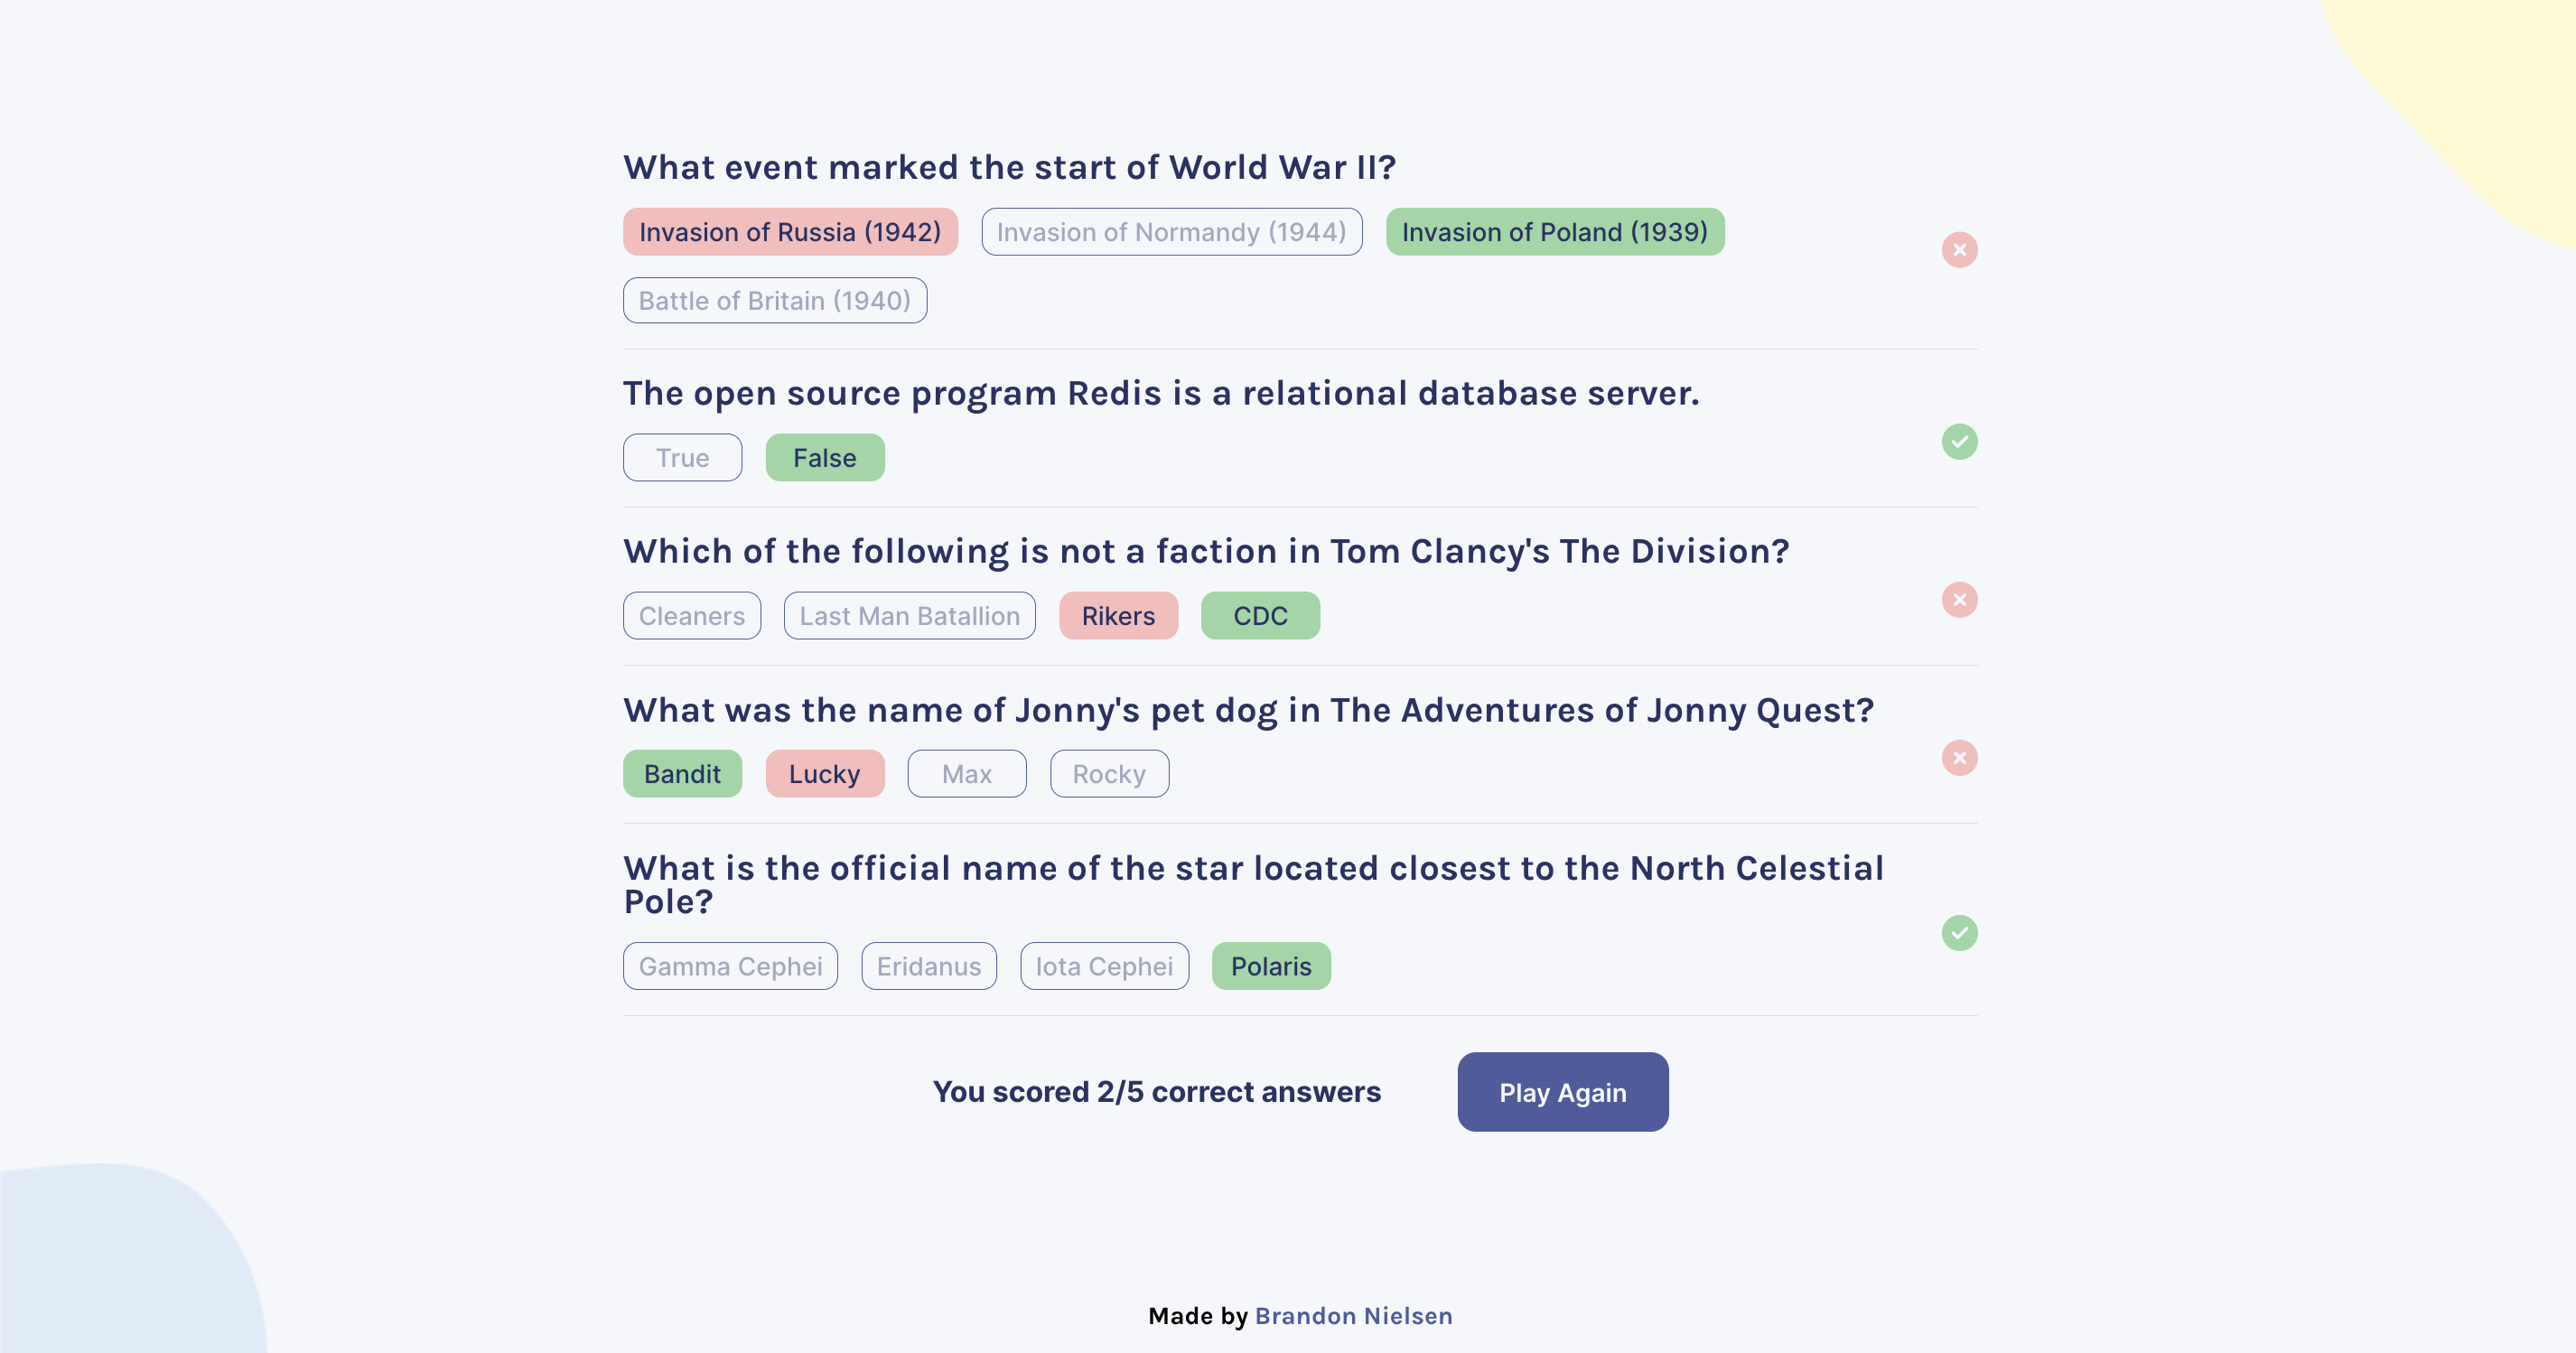 What event marked the start of World War II?
Invasion of Russia (1942) Invasion of Normandy (1944) Invasion of Poland (1939)
Battle of Britain (1940)
The open source program Redis is a relational database server.
True False
Which of the following is not a faction in Tom Clancy's The Division?
Cleaners Last Man Batallion Rikers CDC
What was the name of Jonny's pet dog in The Adventures of Jonny Quest?
Bandit Lucky Max Rocky
What is the official name of the star located closest to the North Celestial
Pole?
Gamma Cephei Eridanus Iota Cephei Polaris
You scored 2/5 correct answers Play Again
Made by Brandon Nielsen